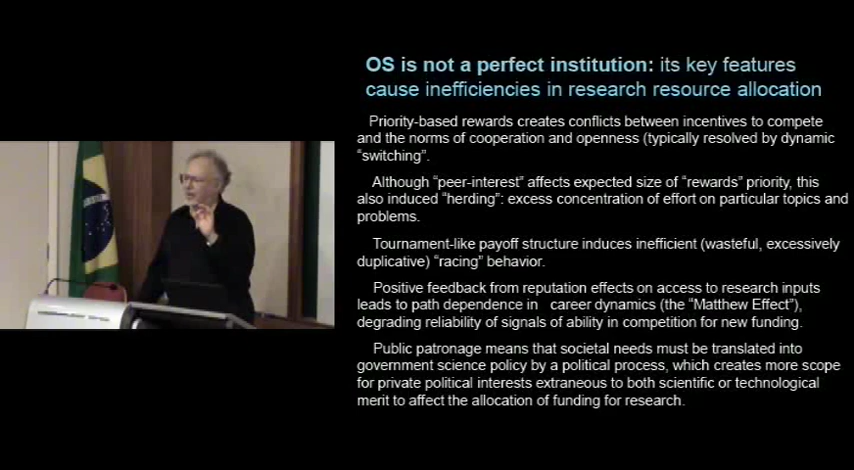 OS is not a perfect institution: its key features
cause inefficiencies in research resource allocation
Priority-based rewards creates conflicts between incentives to compete
and the norms of cooperation and openness (typically resolved by dynamic
“switching”.
Although “peer-interest” affects expected size of “rewards” priority, this
also induced “herding”: excess concentration of effort on particular topics and
problems.
Tournament-like payoff structure induces inefficient (wasteful, excessively
duplicative) “racing” behavior.
Positive feedback from reputation effects on access to research inputs
leads to path dependence in career dynamics (the “Matthew Effect”),
degrading reliability of signals of ability in competition for new funding.
Public patronage means that societal needs must be translated into
government science policy by a political process, which creates more scope
for private political interests extraneous to both scientific or technological
merit to affect the allocation of funding for research.